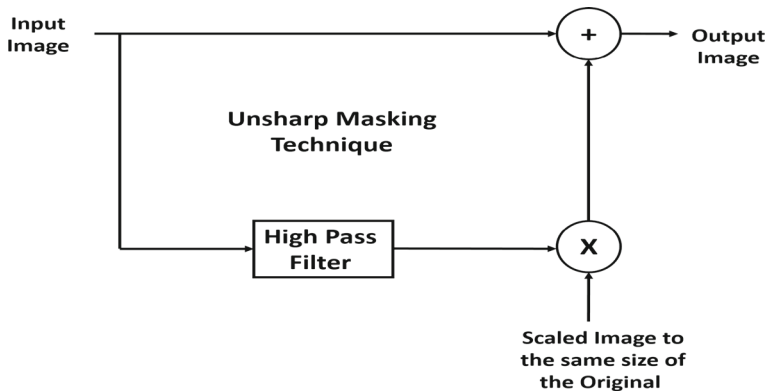 Input
Image
+
Output
Image
Unsharp Masking
Technique
High Pass
Filter
X
Scaled Image to
the same size of
the Original